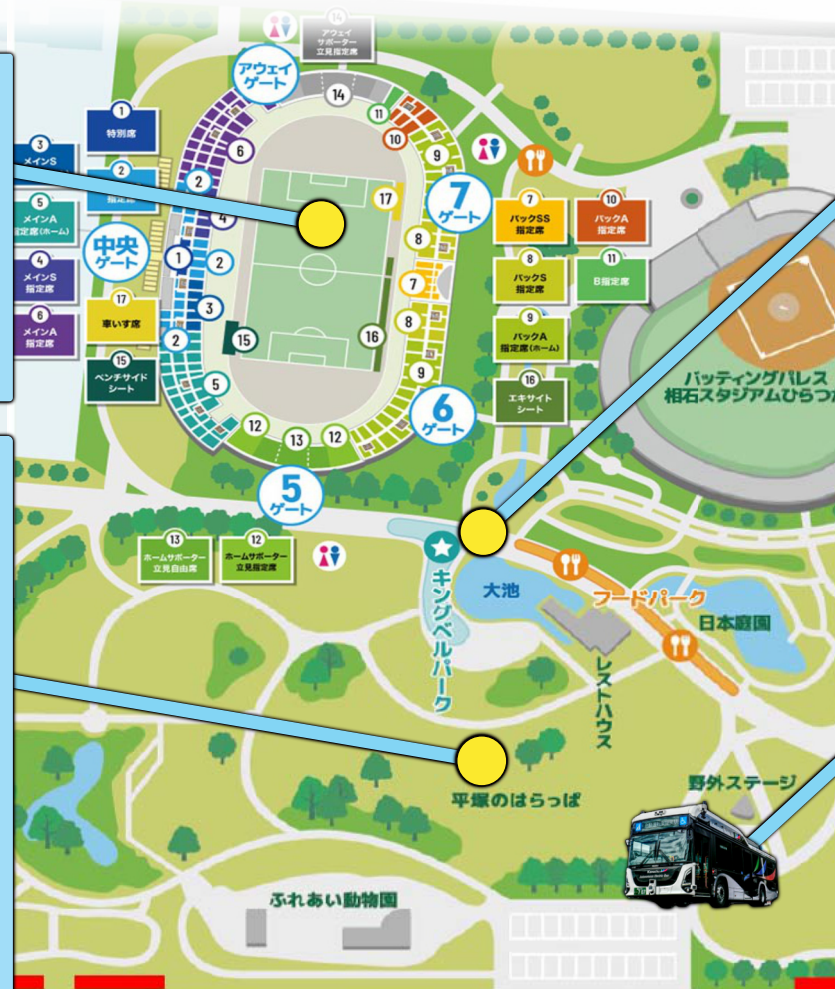 14
アウェイ
サポーター
立見指定席
アウェイ
ゲート
1
特別席
3
メインS
2
指定席
5
メインA
指定席(ホーム)
4
メインS
指定席
6
メインA
指定席
中央
ゲート
17
車いす席
15
ベンチサイド
シート
14
11
10
6
9
2
17
7
ゲート
4
8
1
2
7
3
8
2
15
16
5
9
12
13
12
6
ゲート
5
ゲート
7
バックSS
指定席
10
バックA
指定席
8
バックS
指定席
11
B指定席
9
バックA
指定席(ホーム)
16
エキサイト
シート
バッティングパレス
相石スタジアムひらつか
13
ホームサポーター
立見自由席
12
ホームサポーター
立見指定席
キングベルパーク
大池
フードパーク
日本庭園
レストハウス
平塚のはらっぱ
野外ステージ
ふれあい動物園